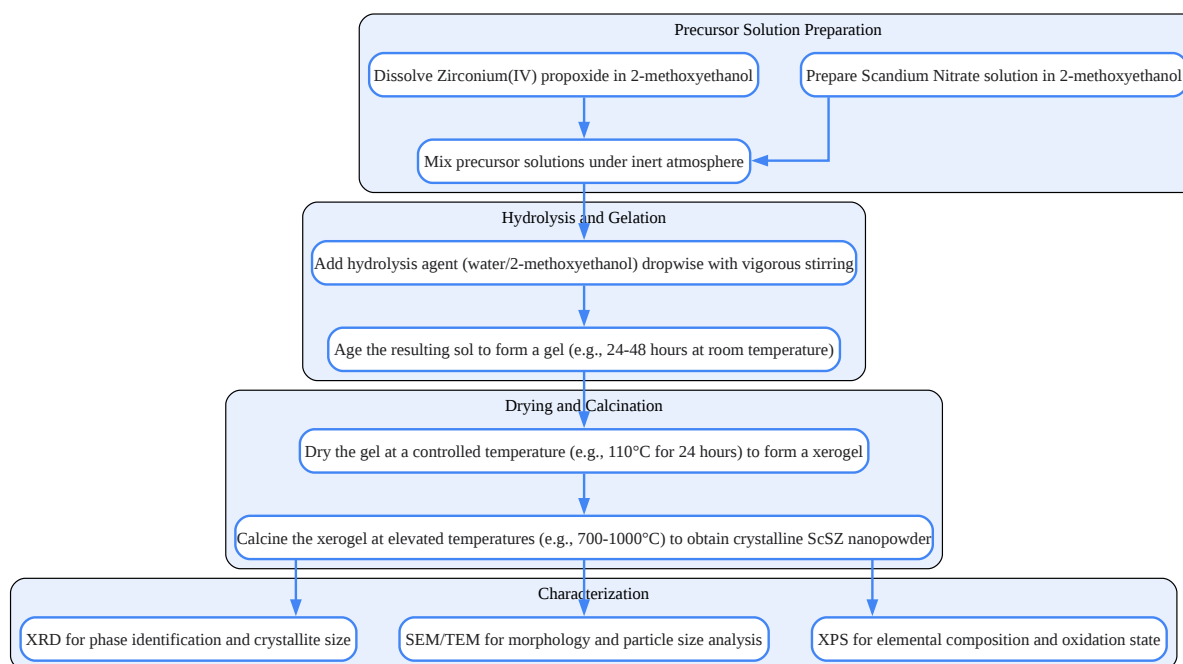 Precursor Solution Preparation
Dissolve Zirconium(IV) propoxide in 2-methoxyethanol
Prepare Scandium Nitrate solution in 2-methoxyethanol
Mix precursor solutions under inert atmosphere
Hydrolysis and Gelation
Add hydrolysis agent (water/2-methoxyethanol) dropwise with vigorous stirring
Age the resulting sol to form a gel (e.g., 24-48 hours at room temperature)
Drying and Calcination
Dry the gel at a controlled temperature (e.g., 110°C for 24 hours) to form a xerogel
Calcine the xerogel at elevated temperatures (e.g., 700-1000°C) to obtain crystalline ScSZ nanopowder
Characterization
XRD for phase identification and crystallite size
SEM/TEM for morphology and particle size analysis
XPS for elemental composition and oxidation state